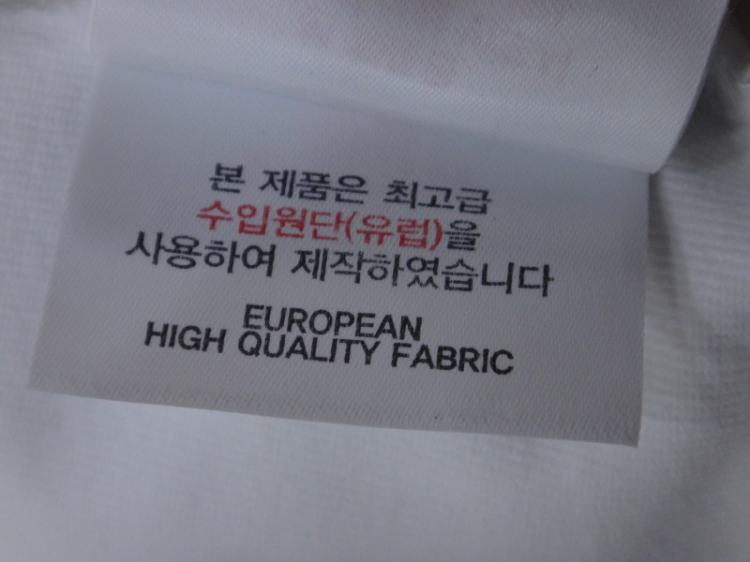 본 제품은 최고급
수입원단(유럽)을
사용하여 제작하였습니다
EUROPEAN
HIGH QUALITY FABRIC